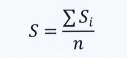 S = ∑ S_i / n